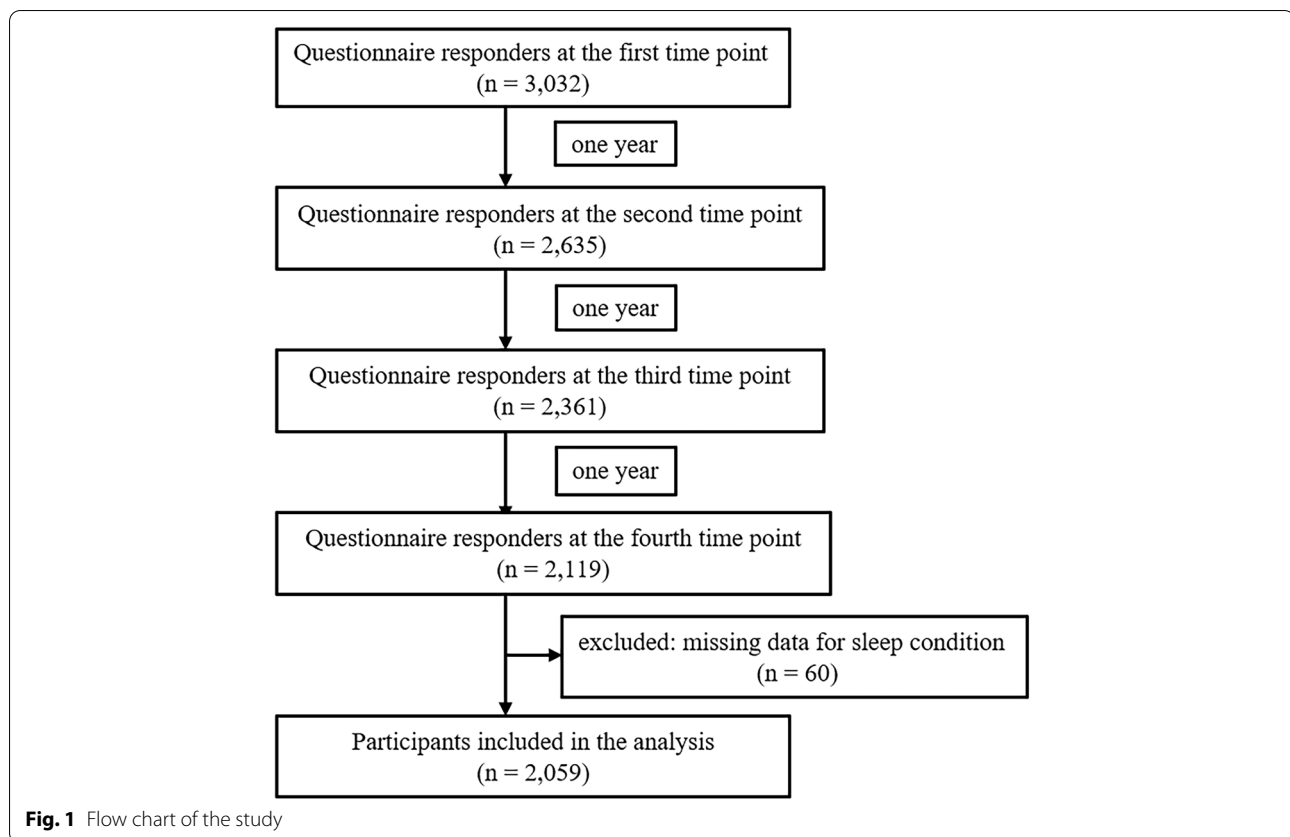 Questionnaire responders at the first time point
(n = 3,032)
one year
Questionnaire responders at the second time point
(n = 2,635)
one year
Questionnaire responders at the third time point
(n = 2,361)
one year
Questionnaire responders at the fourth time point
(n = 2,119)
excluded: missing data for sleep condition
(n = 60)
Participants included in the analysis
(n = 2,059)
Fig. 1 Flow chart of the study